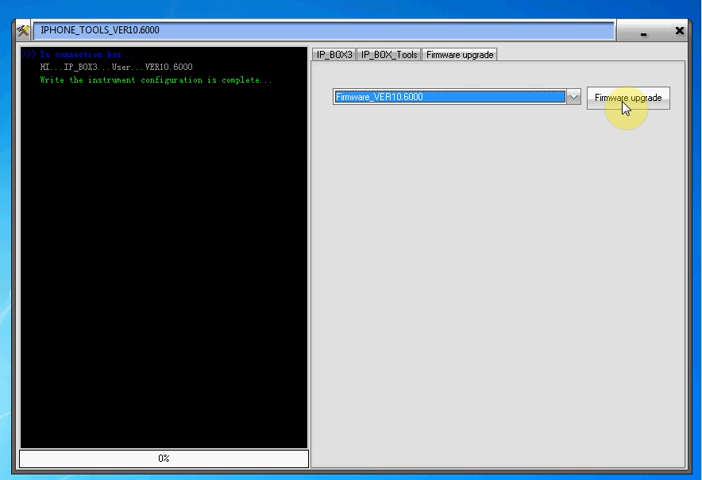 IPHONE_TOOLS_VER10.6000
>>> In connection box
HI...IP_BOX3...User...VER10.6000
Write the instrument configuration is complete...
IP_BOX3 IP_BOX_Tools Firmware upgrade
Firmware_VER10.6000
Firmware upgrade
0%